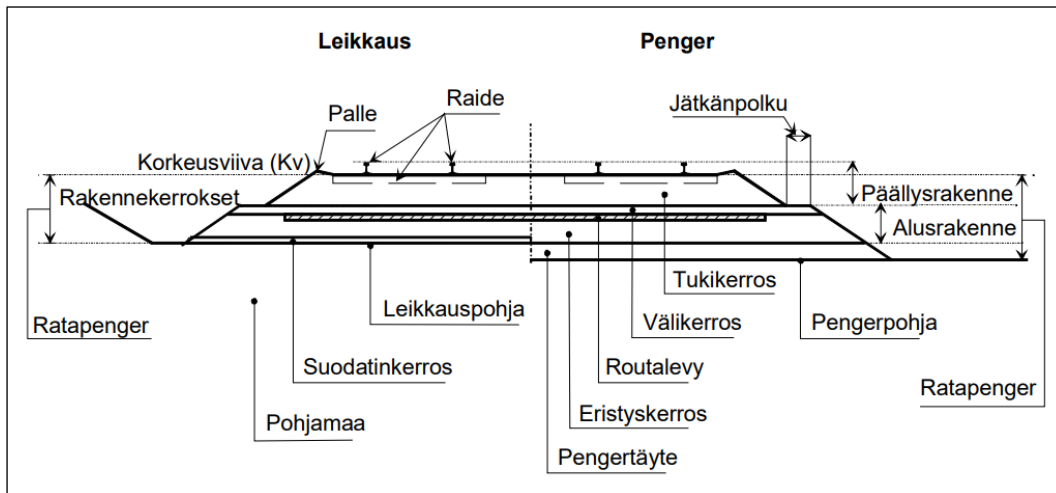 Leikkaus
Penger
Jätkänpolku
Raide
Palle
Korkeusviiva (Kv)
Rakennekerrokset
Päällysrakenne
Alusrakenne
Tukikerros
Leikkauspohja
Välikerros
Pengerpohja
Ratapenger
Suodatinkerros
Routalevy
Ratapenger
Eristyskerros
Pohjamaa
Pengertäyte